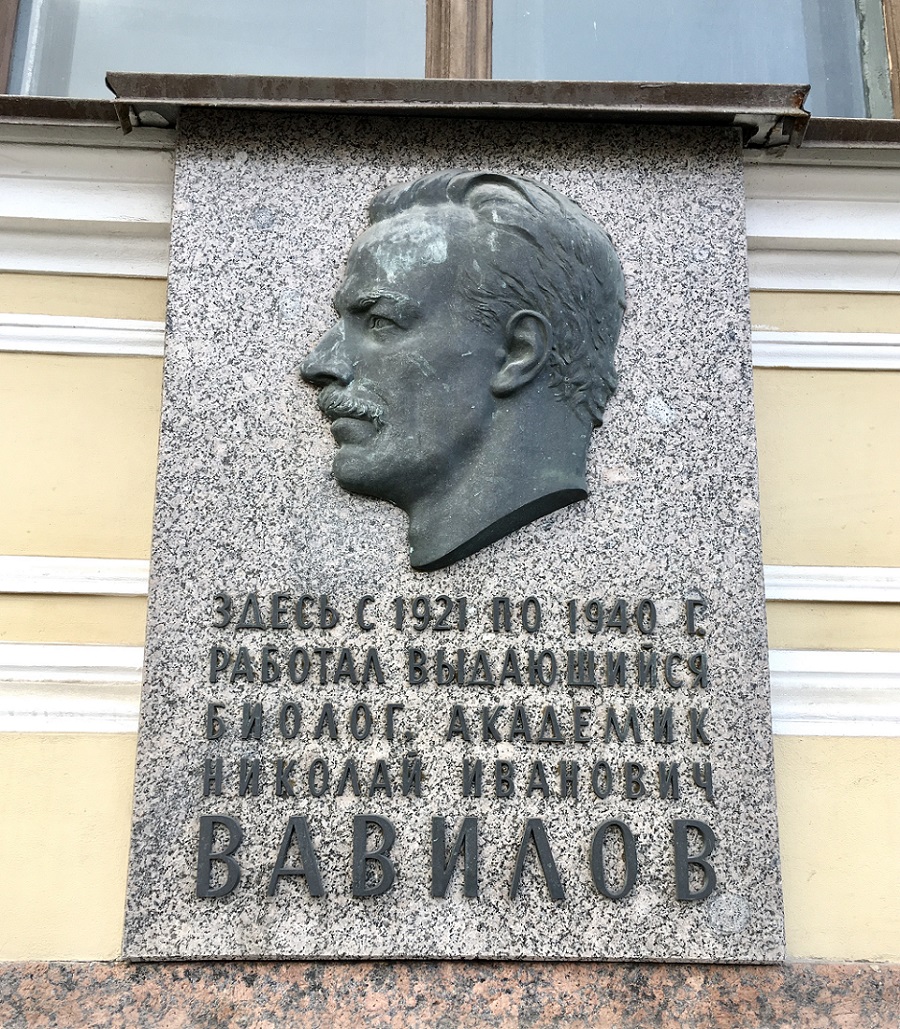 ЗДЕСЬ С 1921 ПО 1940 Г.
РАБОТАЛ ВЫДАЮЩИЙСЯ
БИОЛОГ, АКАДЕМИК
НИКОЛАЙ ИВАНОВИЧ
ВАВИЛОВ